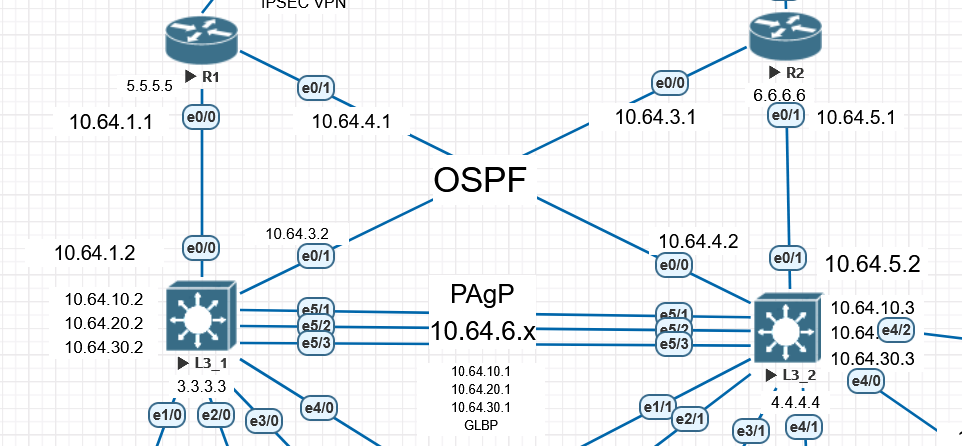 IPSEC VPN
R1
R2
5.5.5.5
6.6.6.6
e0/1
e0/0
10.64.1.1
e0/0
10.64.4.1
10.64.3.1
e0/1
10.64.5.1
OSPF
10.64.3.2
10.64.4.2
10.64.1.2
e0/0
e0/1
e0/0
e0/1
10.64.5.2
PAgP
10.64.10.2
10.64.20.2
10.64.30.2
e5/1
e5/2
e5/3
10.64.6.x
e5/1
e5/2
e5/3
10.64.10.3
10.64.
e4/2
10.64.30.3
L3_1
3.3.3.3
10.64.10.1
10.64.20.1
10.64.30.1
GLBP
L3_2
4.4.4.4
e4/0
e1/0
e2/0
e3/0
e4/0
e1/1
e2/1
e3/1
e4/1